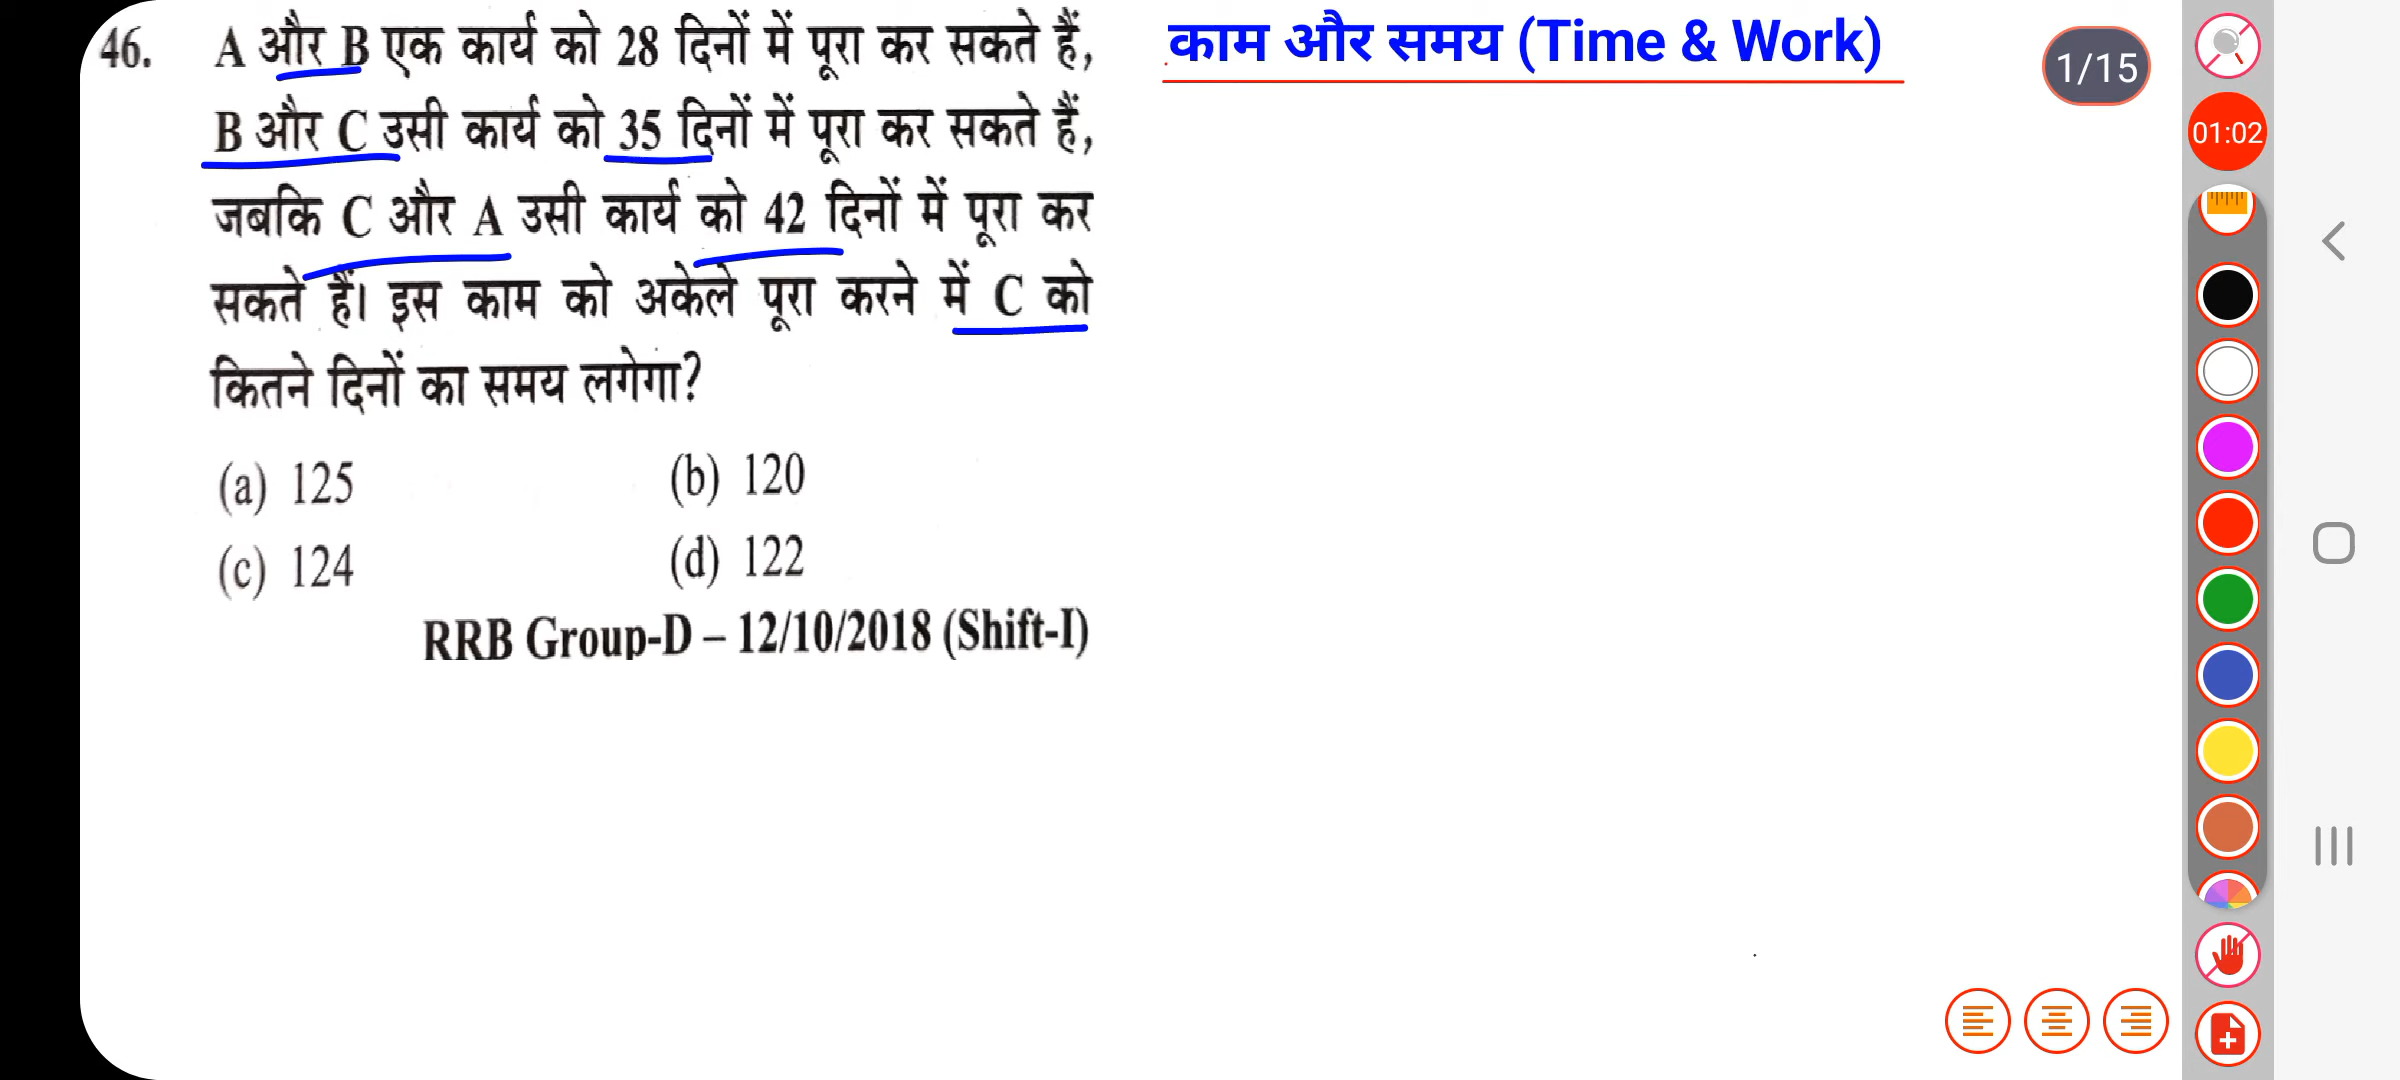 46. A और B एक कार्य को 28 दिनों में पूरा कर सकते हैं,
B और C उसी कार्य को 35 दिनों में पूरा कर सकते हैं,
जबकि C और A उसी कार्य को 42 दिनों में पूरा कर
सकते हैं। इस काम को अकेले पूरा करने में C को
कितने दिनों का समय लगेगा?
(a) 125 (b) 120
(c) 124 (d) 122
RRB Group-D – 12/10/2018 (Shift-I)
काम और समय (Time & Work)
1/15
01:02